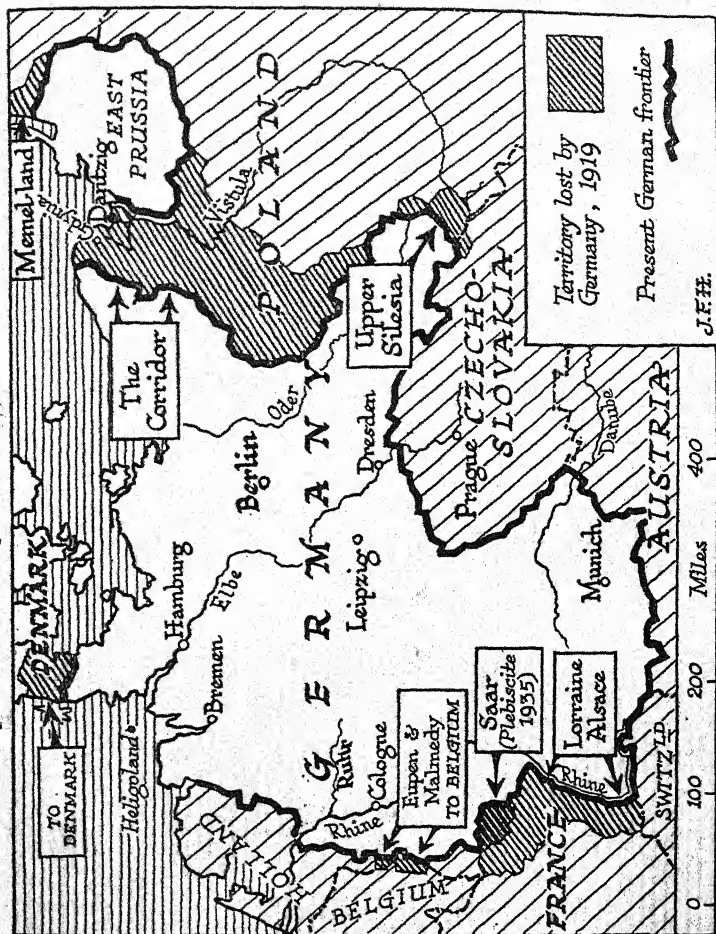 Memel-land
Gdynia
Dantzig
EAST
PRUSSIA
Vistula
POLAND
The
Corridor
Upper
Silesia
DENMARK
TO
DENMARK
Heligoland
Hamburg
Elbe
Bremen
Berlin
Oder
GERMANY
Leipzig
Dresden
HOLLAND
Ruhr
Cologne
Rhine
Eupen &
Malmedy
TO BELGIUM
BELGIUM
Saar
(Plebiscite
1935)
Lorraine
Alsace
Rhine
FRANCE
SWITZLD
Munich
Prague
CZECHO-
SLOVAKIA
Danube
AUSTRIA
0 100 200 Miles 400
Territory lost by
Germany, 1919
Present German frontier
J.F.H.